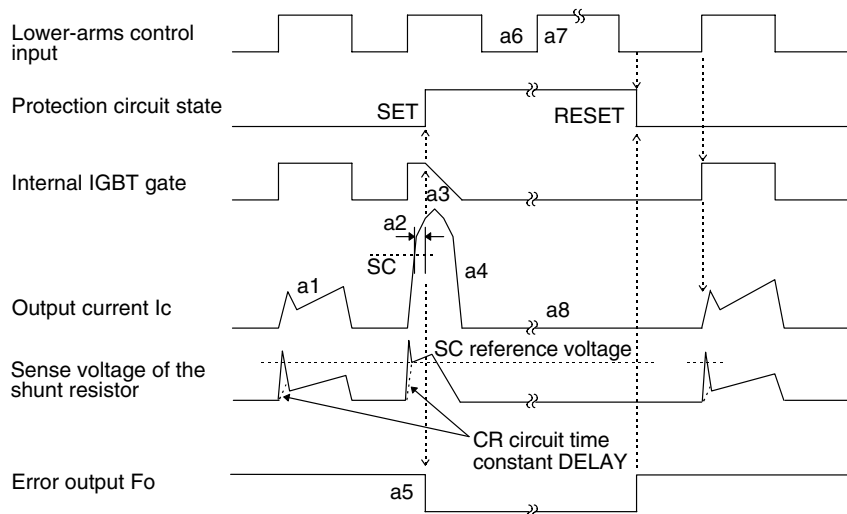 Lower-arms control
input
a6
a7
Protection circuit state
SET
RESET
Internal IGBT gate
a3
a2
SC
a4
Output current Ic
a1
a8
SC reference voltage
Sense voltage of the
shunt resistor
CR circuit time
constant DELAY
Error output Fo
a5